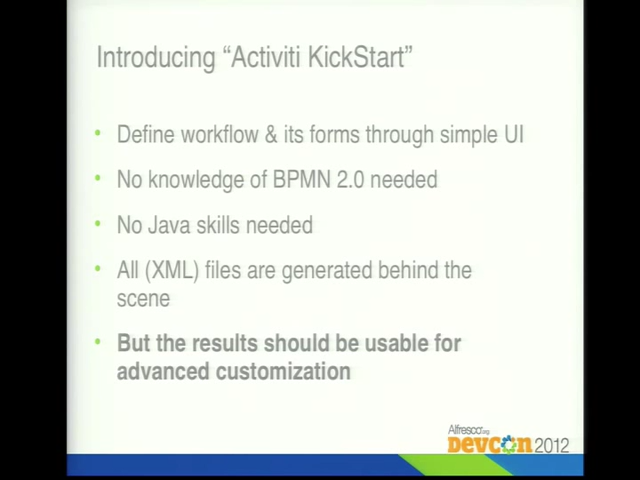 Introducing “Activiti KickStart”
• Define workflow & its forms through simple UI
• No knowledge of BPMN 2.0 needed
• No Java skills needed
• All (XML) files are generated behind the
scene
• But the results should be usable for
advanced customization
Alfresco.org
DEVCON 2012